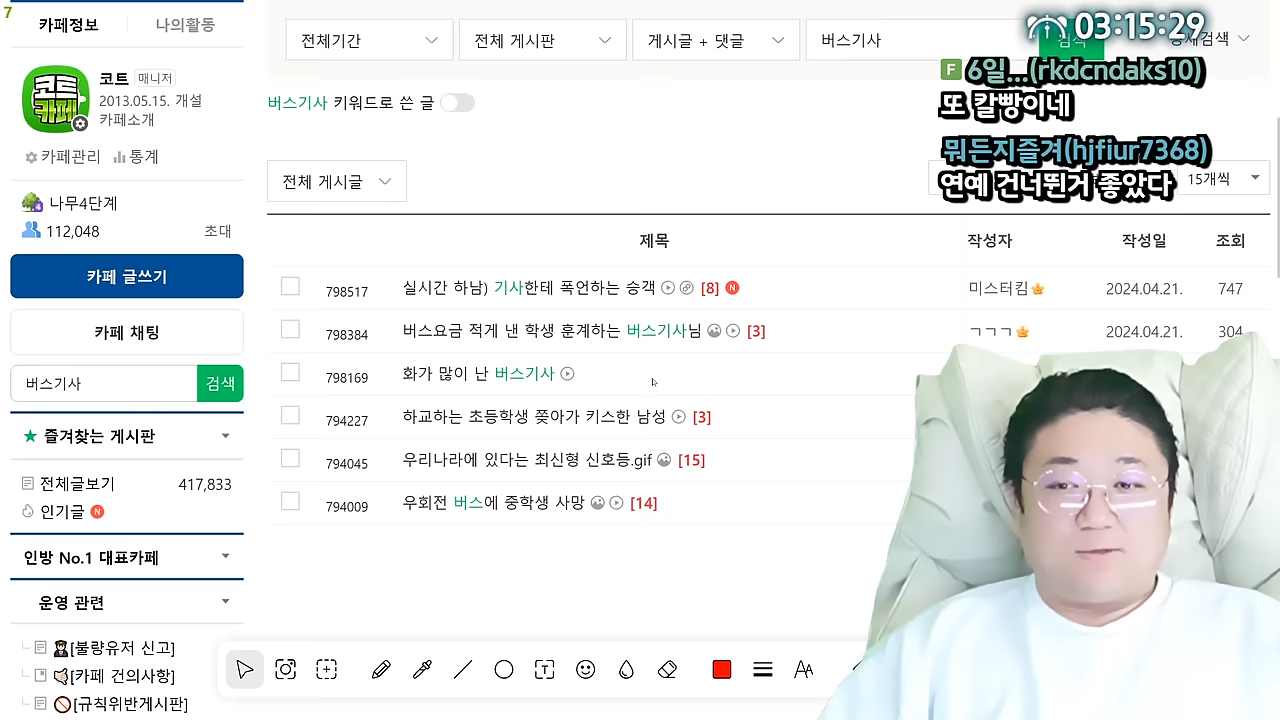 7
카페정보 나의활동
코트 매니저
2013.05.15. 개설
카페소개
코트
카페
카페관리 통계
나무4단계
112,048 초대
카페 글쓰기
카페 채팅
버스기사 검색
즐겨찾는 게시판
전체글보기 417,833
인기글 N
인방 No.1 대표카페
운영 관련
[불량유저 신고]
[카페 건의사항]
[규칙위반게시판]
전체기간 전체 게시판 게시글 + 댓글 버스기사 검색
03:15:29
F 6일...(rkdcndaks10)
또 칼빵이네
뭐든지즐겨(hjfiur7368)
연예 건너뛴거 좋았다
버스기사 키워드로 쓴 글
전체 게시글 15개씩
제목 작성자 작성일 조회
798517 실시간 하남) 기사한테 폭언하는 승객 [8] N 미스터킴 2024.04.21. 747
798384 버스요금 적게 낸 학생 훈계하는 버스기사님 [3] ㄱㄱㄱ 2024.04.21. 304
798169 화가 많이 난 버스기사
794227 하교하는 초등학생 쫒아가 키스한 남성 [3]
794045 우리나라에 있다는 최신형 신호등.gif [15]
794009 우회전 버스에 중학생 사망 [14]
T AA